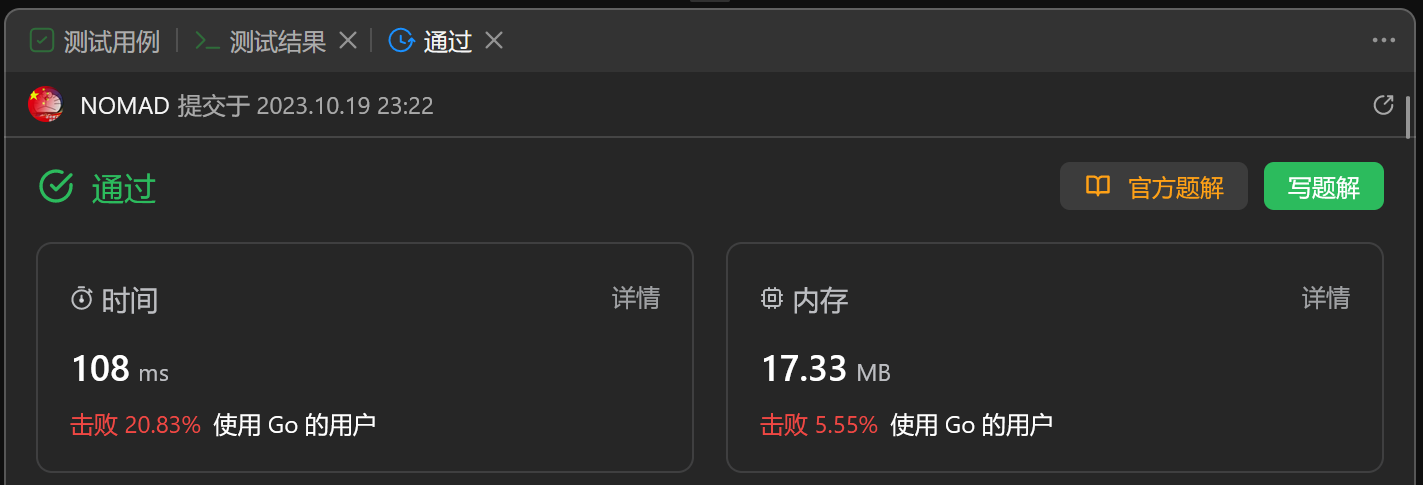 测试用例 测试结果 通过
NOMAD 提交于 2023.10.19 23:22
通过 官方题解 写题解
时间 详情
108 ms
击败 20.83% 使用 Go 的用户
内存 详情
17.33 MB
击败 5.55% 使用 Go 的用户